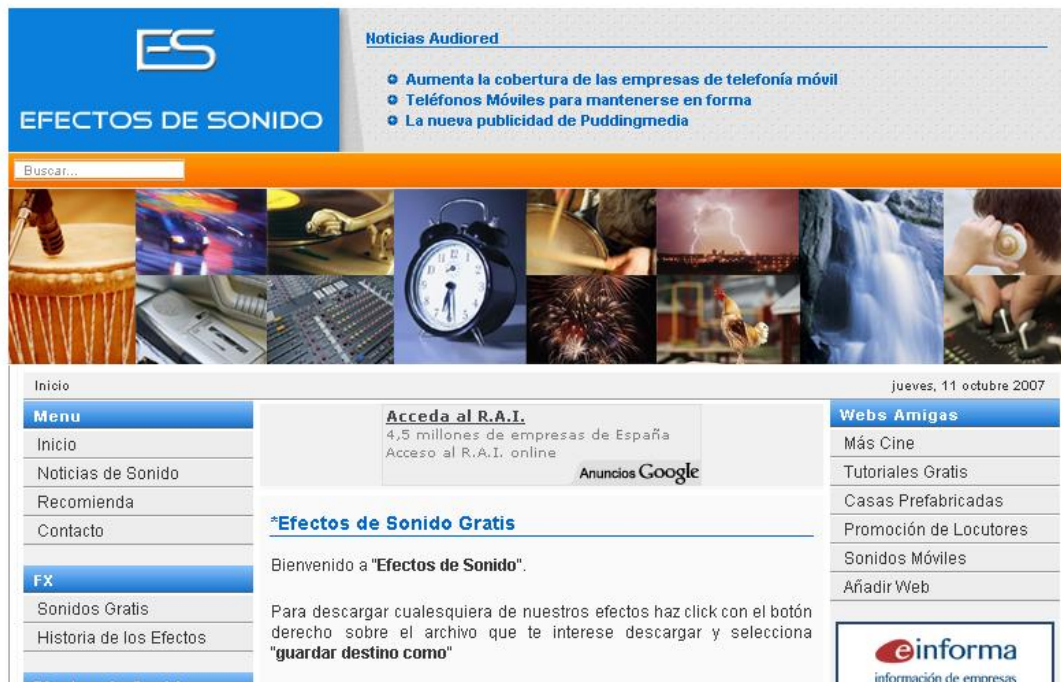 ES
EFECTOS DE SONIDO
Noticias Audiored
Aumenta la cobertura de las empresas de telefonía móvil
Teléfonos Móviles para mantenerse en forma
La nueva publicidad de Puddingmedia
Buscar...
Inicio
jueves, 11 octubre 2007
Menu
Inicio
Noticias de Sonido
Recomienda
Contacto
FX
Sonidos Gratis
Historia de los Efectos
Acceda al R.A.I.
4,5 millones de empresas de España
Acceso al R.A.I. online
Anuncios Google
*Efectos de Sonido Gratis
Bienvenido a "Efectos de Sonido".
Para descargar cualesquiera de nuestros efectos haz click con el botón
derecho sobre el archivo que te interese descargar y selecciona
"guardar destino como"
Webs Amigas
Más Cine
Tutoriales Gratis
Casas Prefabricadas
Promoción de Locutores
Sonidos Móviles
Añadir Web
einforma
información de empresas